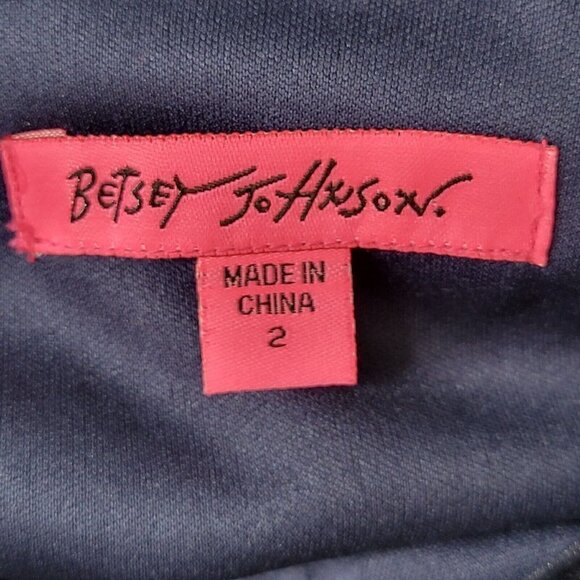 BETSEY JOHNSON.
MADE IN
CHINA
2